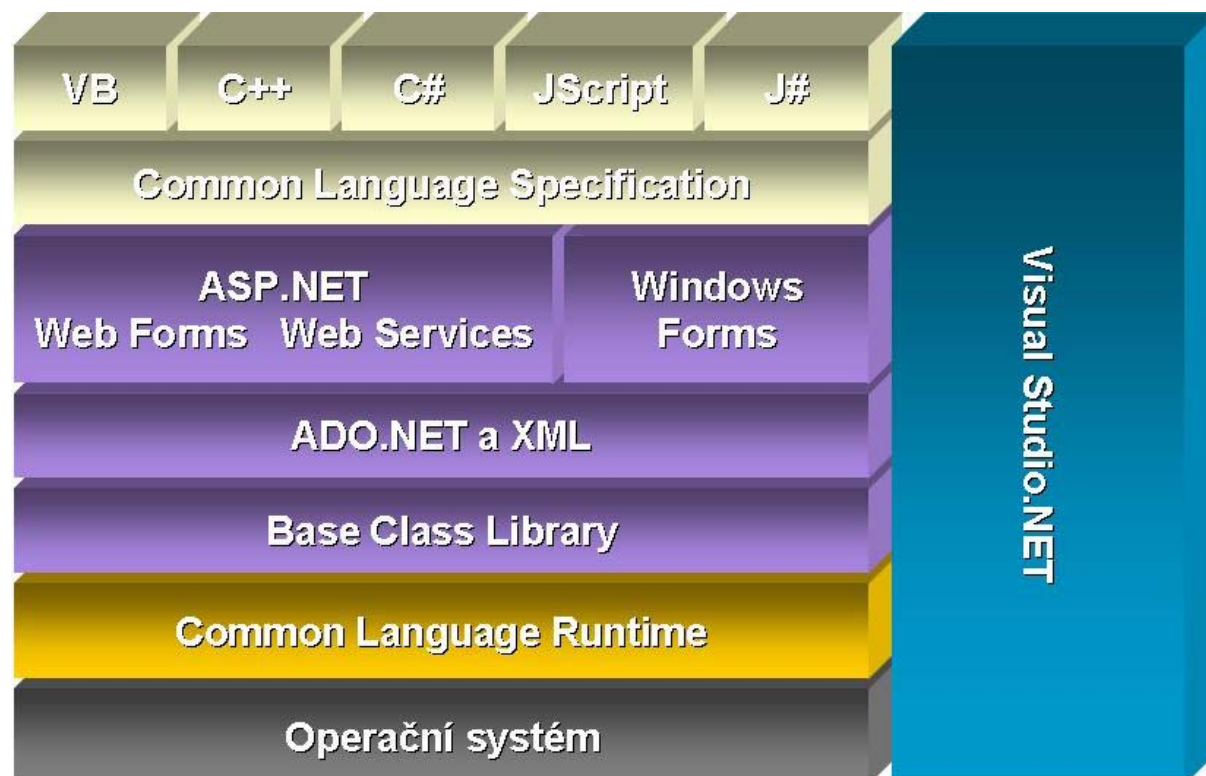 VB C++ C# JScript J#
Common Language Specification
ASP.NET
Web Forms Web Services
Windows
Forms
ADO.NET a XML
Base Class Library
Common Language Runtime
Operační systém
Visual Studio.NET